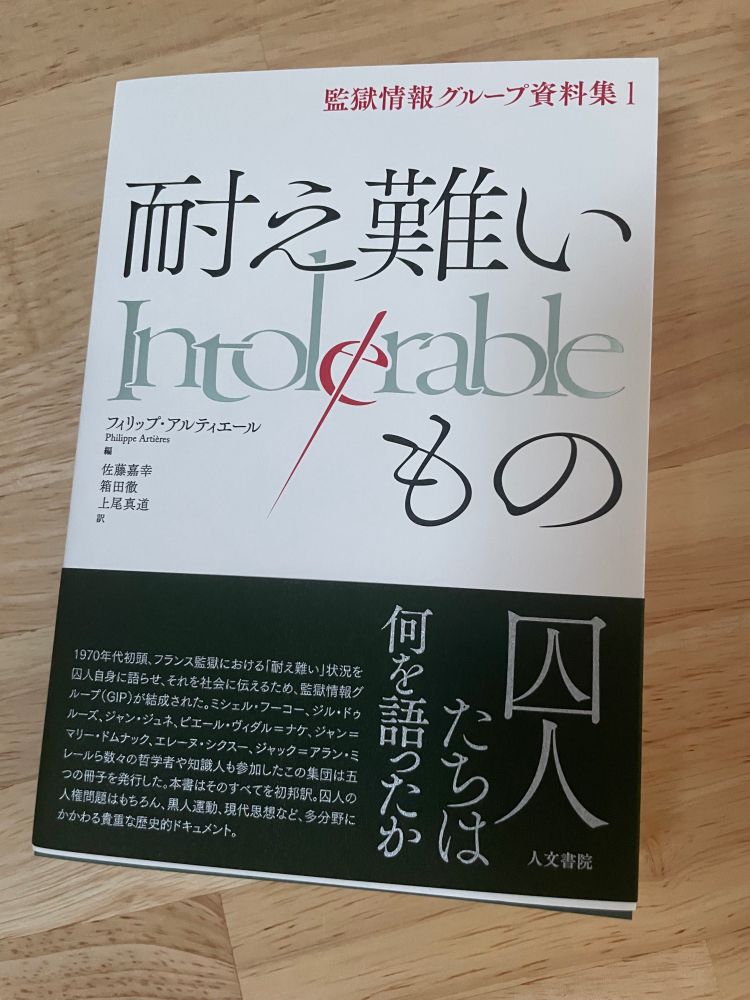 監獄情報グループ資料集1
耐え難い
Intolerable
もの
フィリップ・アルティエール
Philippe Artières
編
佐藤嘉幸
箱田徹
上尾真道
訳
囚人
たちは
何を語ったか
1970年代初頭、フランス監獄における「耐え難い」状況を
囚人自身に語らせ、それを社会に伝えるため、監獄情報グ
ループ(GIP)が結成された。ミシェル・フーコー、ジル・ドゥ
ルーズ、ジャン・ジュネ、ピエール・ヴィダル=ナケ、ジャン=
マリー・ドムナック、エレーヌ・シクスー、ジャック=アラン・ミ
レールら数々の哲学者や知識人も参加したこの集団は五
つの冊子を発行した。本書はそのすべてを初邦訳。囚人の
人権問題はもちろん、黒人運動、現代思想など、多分野に
かかわる貴重な歴史的ドキュメント。
人文書院